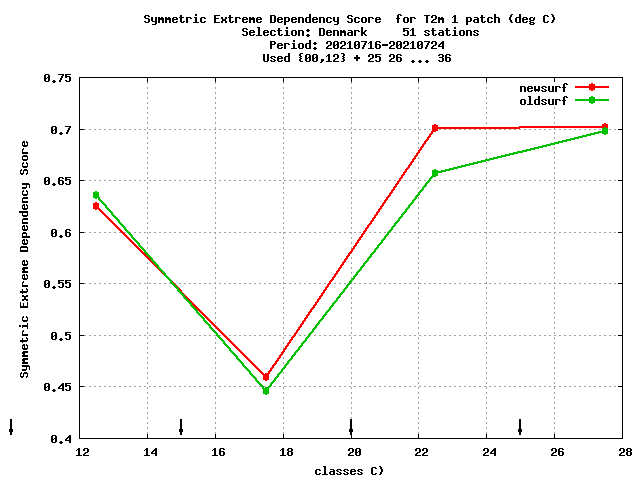 Symmetric Extreme Dependency Score  for T2m 1 patch (deg C)
Selection: Denmark     51 stations
Period: 20210716-20210724
Used {00,12} + 25 26 ... 36
0.75
0.7
0.65
0.6
0.55
0.5
0.45
0.4
Symmetric Extreme Dependency Score
newsurf
oldsurf
12 14 16 18 20 22 24 26 28
classes C)